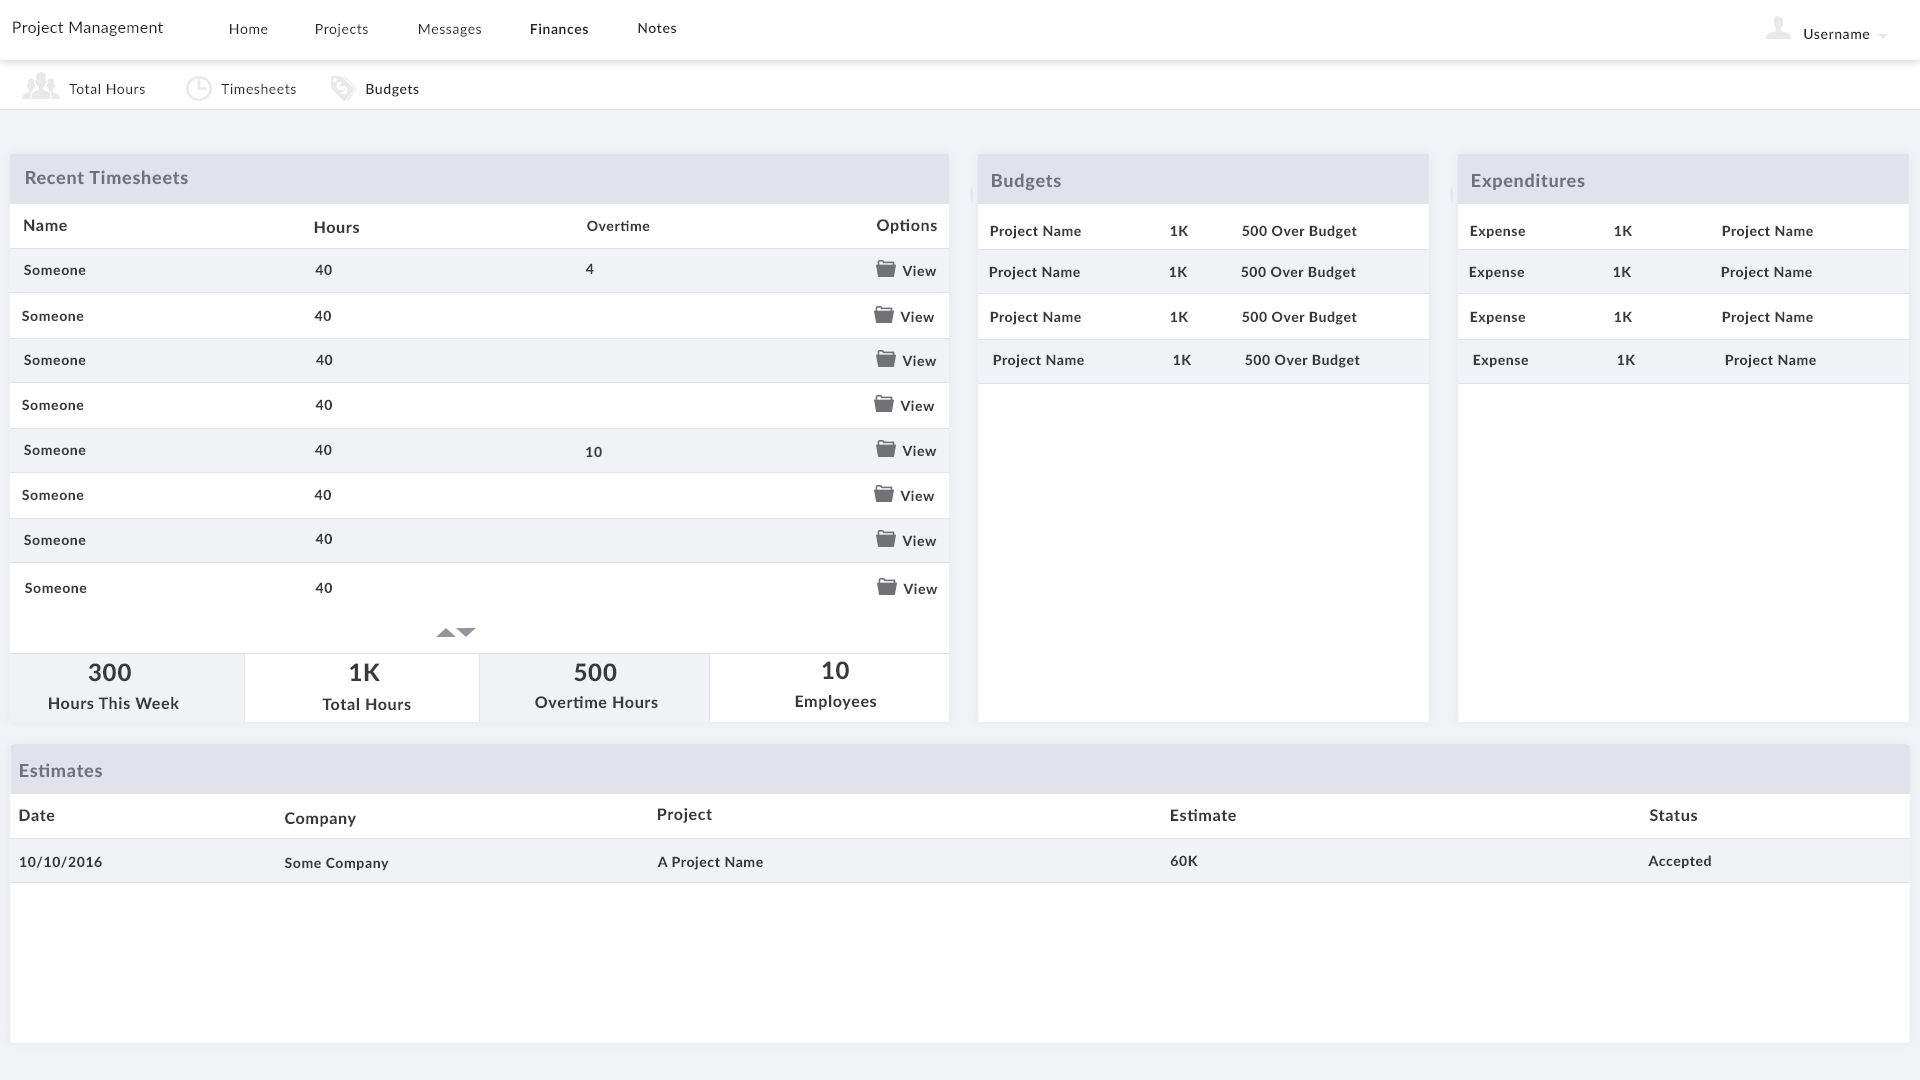 Project Management Home Projects Messages Finances Notes Username
Total Hours Timesheets Budgets
Recent Timesheets
Name Hours Overtime Options
Someone 40 4 View
Someone 40 View
Someone 40 View
Someone 40 View
Someone 40 10 View
Someone 40 View
Someone 40 View
Someone 40 View
300 1K 500 10
Hours This Week Total Hours Overtime Hours Employees
Budgets
Project Name 1K 500 Over Budget
Project Name 1K 500 Over Budget
Project Name 1K 500 Over Budget
Project Name 1K 500 Over Budget
Expenditures
Expense 1K Project Name
Expense 1K Project Name
Expense 1K Project Name
Expense 1K Project Name
Estimates
Date Company Project Estimate Status
10/10/2016 Some Company A Project Name 60K Accepted